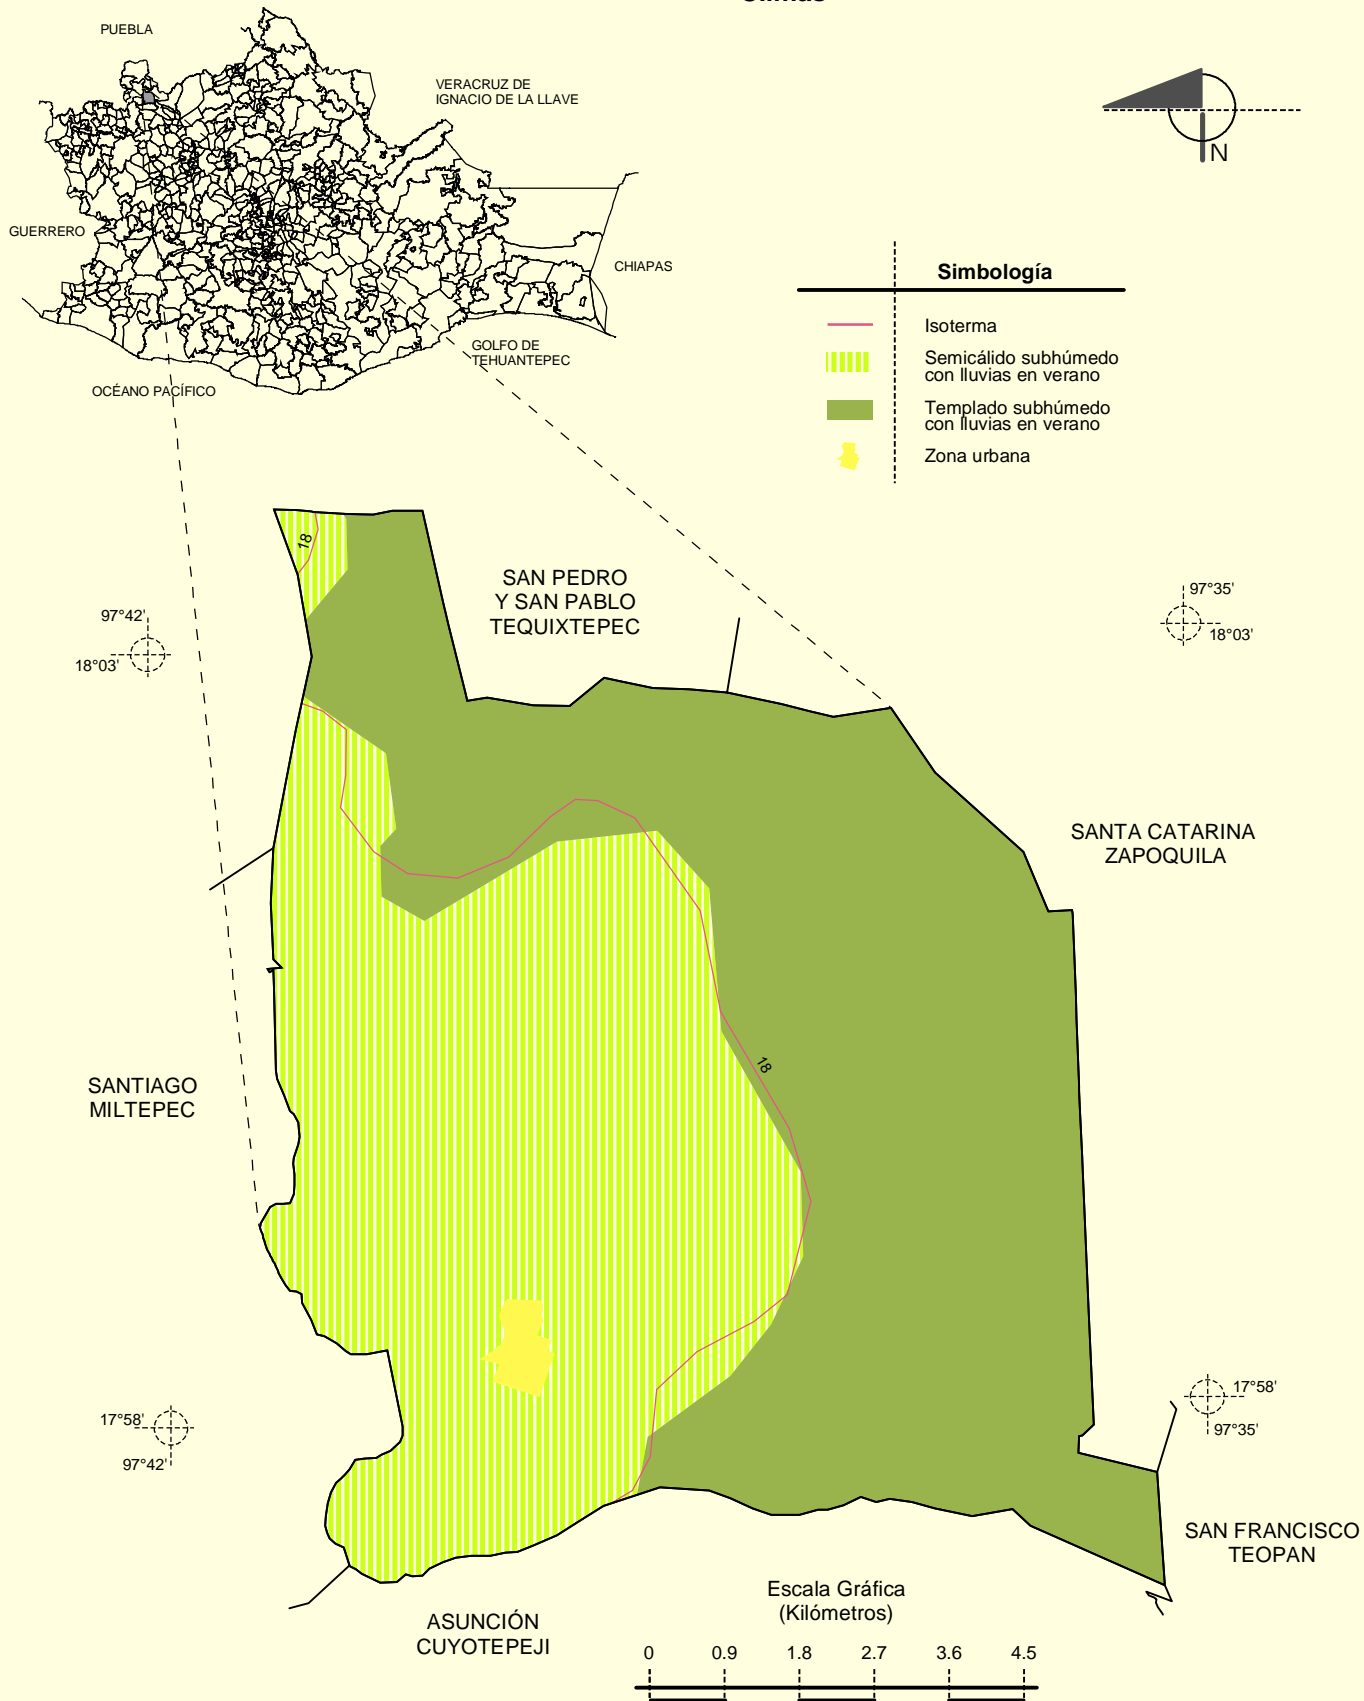 PUEBLA
VERACRUZ DE
IGNACIO DE LA LLAVE
N
GUERRERO
CHIAPAS
GOLFO DE
TEHUANTEPEC
OCÉANO PACÍFICO
Simbología
Isoterma
Semicálido subhúmedo
con lluvias en verano
Templado subhúmedo
con lluvias en verano
Zona urbana
18
SAN PEDRO
Y SAN PABLO
TEQUIXTEPEC
97°42'
18°03'
97°35'
18°03'
SANTA CATARINA
ZAPOQUILA
18
SANTIAGO
MILTEPEC
17°58'
97°42'
17°58'
97°35'
SAN FRANCISCO
TEOPAN
ASUNCIÓN
CUYOTEPEJI
Escala Gráfica
(Kilómetros)
0 0.9 1.8 2.7 3.6 4.5